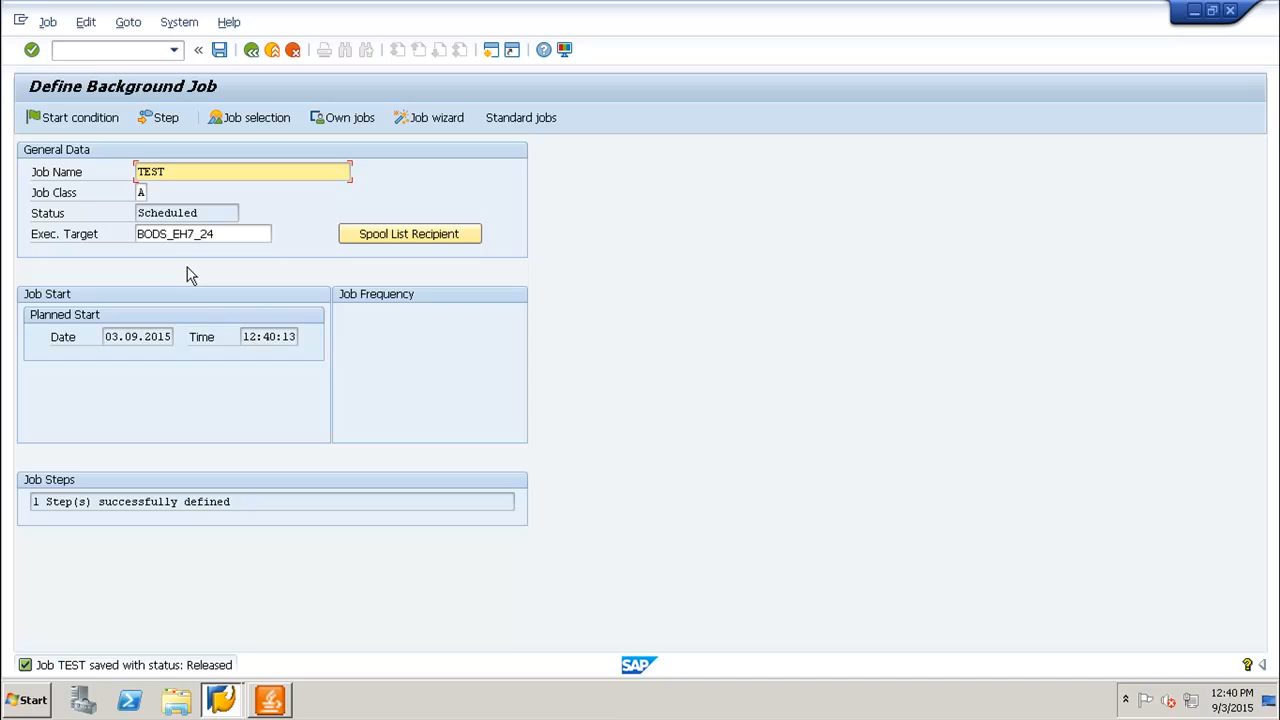 Job Edit Goto System Help
Define Background Job
Start condition Step Job selection Own jobs Job wizard Standard jobs
General Data
Job Name TEST
Job Class A
Status Scheduled
Exec. Target BODS_EH7_24 Spool List Recipient
Job Start Job Frequency
Planned Start
Date 03.09.2015 Time 12:40:13
Job Steps
1 Step(s) successfully defined
Job TEST saved with status: Released SAP
Start 12:40 PM
9/3/2015